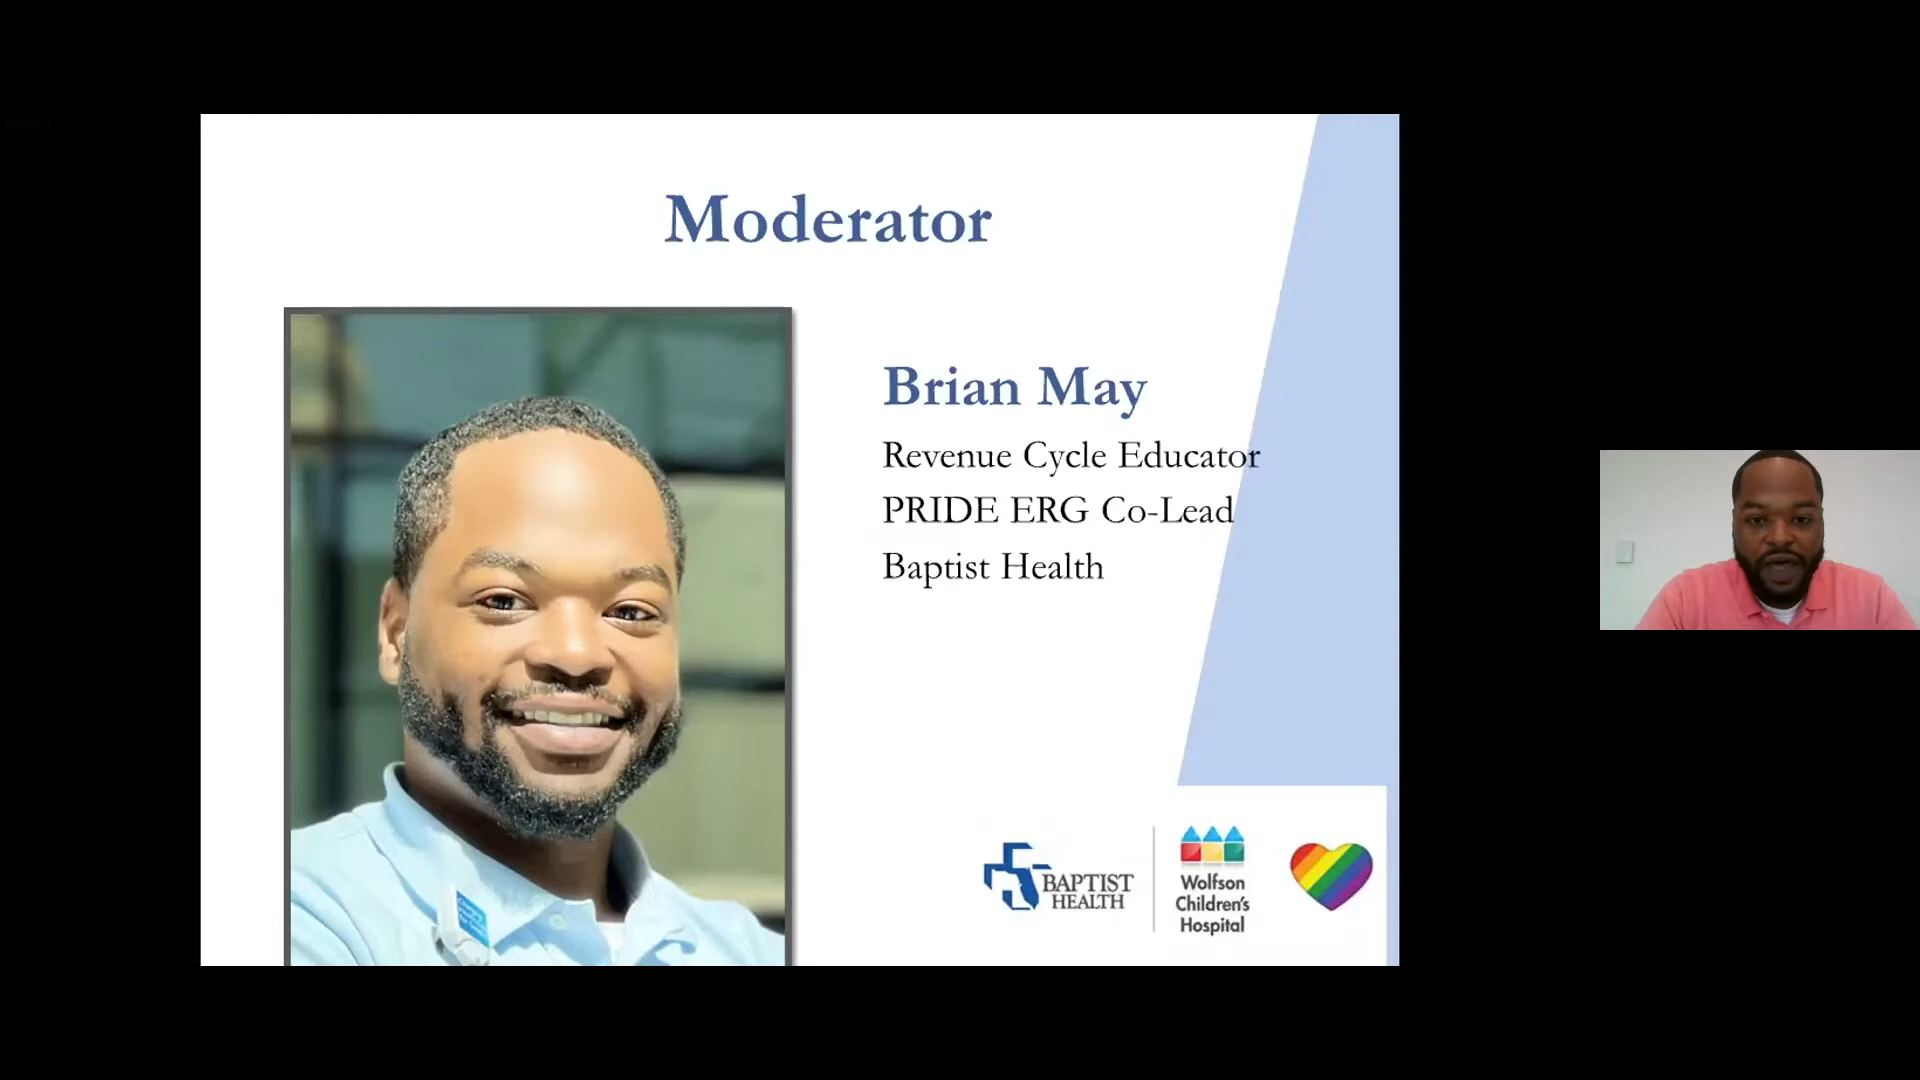 Moderator
Brian May
Revenue Cycle Educator
PRIDE ERG Co-Lead
Baptist Health
BAPTIST
HEALTH
Wolfson
Children's
Hospital